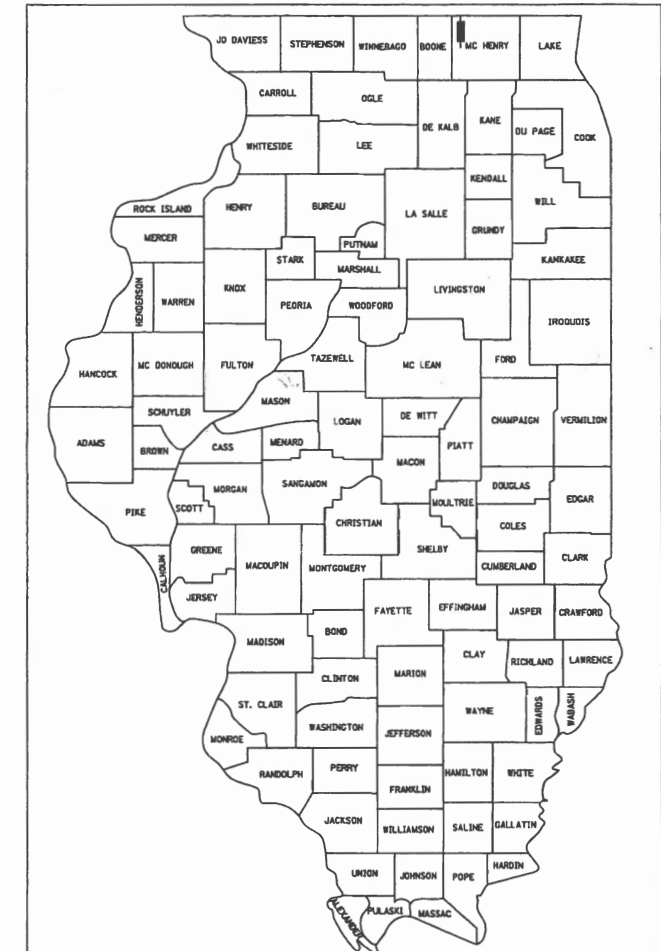 JO DAVIESS
STEPHENSON
WINNEBAGO
BOONE
MC HENRY
LAKE
CARROLL
OGLE
DE KALB
KANE
DU PAGE
COOK
WHITESIDE
LEE
KENDALL
WILL
ROCK ISLAND
HENRY
BUREAU
LA SALLE
GRUNDY
MERCER
PUTNAM
STARK
MARSHALL
KANKAKEE
HENDERSON
WARREN
KNOX
PEORIA
WOODFORD
LIVINGSTON
IROQUOIS
HANCOCK
MC DONOUGH
FULTON
TAZEWELL
MC LEAN
FORD
MASON
SCHUYLER
LOGAN
DE WITT
CHAMPAIGN
VERMILION
ADAMS
BROWN
CASS
MENARD
MACON
PIATT
PIKE
SCOTT
MORGAN
SANGAMON
CHRISTIAN
MOULTRIE
DOUGLAS
EDGAR
COLES
CALHOUN
GREENE
MACOUPIN
MONTGOMERY
SHELBY
CUMBERLAND
CLARK
JERSEY
FAYETTE
EFFINGHAM
JASPER
CRAWFORD
MADISON
BOND
CLAY
RICHLAND
LAWRENCE
CLINTON
MARION
ST. CLAIR
WAYNE
EDWARDS
WABASH
MONROE
WASHINGTON
JEFFERSON
RANDOLPH
PERRY
HAMILTON
WHITE
FRANKLIN
JACKSON
WILLIAMSON
SALINE
GALLATIN
UNION
JOHNSON
POPE
HARDIN
ALEXANDER
PULASKI
MASSAC